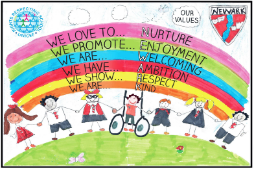 OUR VALUES
NEWARK
WE LOVE TO... NURTURE
WE PROMOTE... ENJOYMENT
WE ARE... WELCOMING
WE HAVE... AMBITION
WE SHOW... RESPECT
WE ARE... KIND